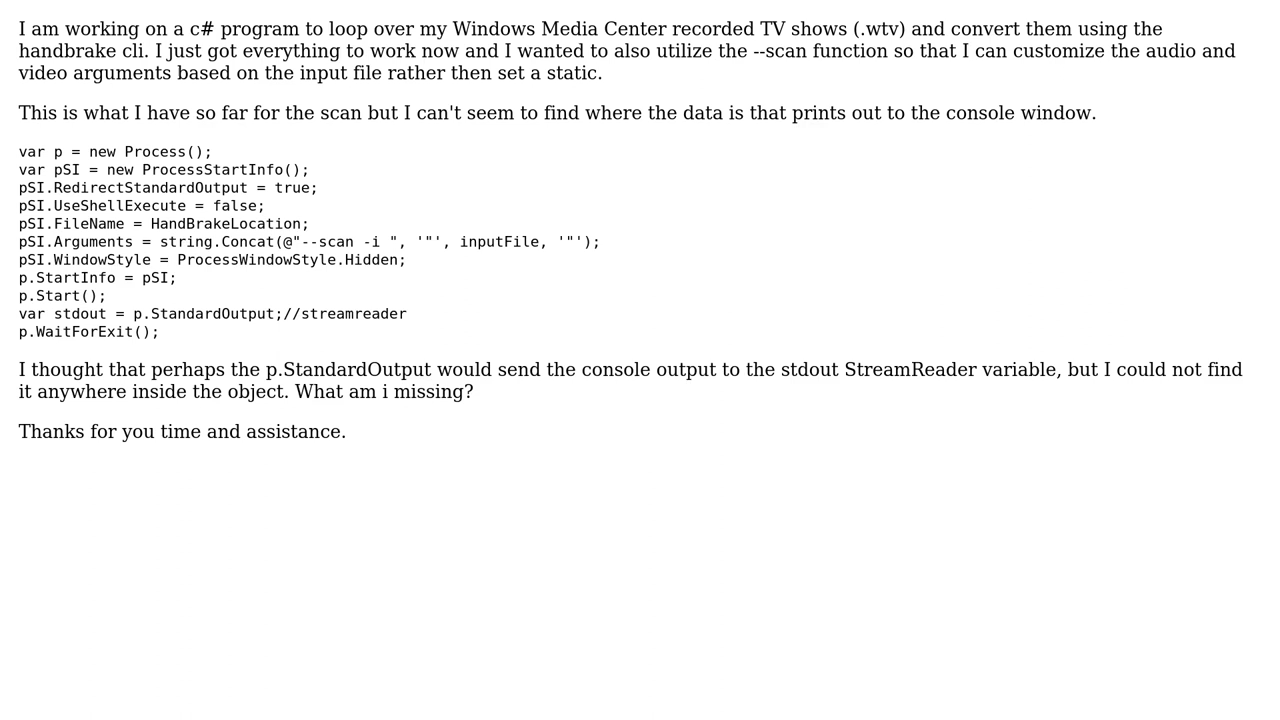 I am working on a c# program to loop over my Windows Media Center recorded TV shows (.wtv) and convert them using the
handbrake cli. I just got everything to work now and I wanted to also utilize the --scan function so that I can customize the audio and
video arguments based on the input file rather then set a static.
This is what I have so far for the scan but I can't seem to find where the data is that prints out to the console window.
var p = new Process();
var pSI = new ProcessStartInfo();
pSI.RedirectStandardOutput = true;
pSI.UseShellExecute = false;
pSI.FileName = HandBrakeLocation;
pSI.Arguments = string.Concat(@"--scan -i ", '"', inputFile, '"');
pSI.WindowStyle = ProcessWindowStyle.Hidden;
p.StartInfo = pSI;
p.Start();
var stdout = p.StandardOutput;//streamreader
p.WaitForExit();
I thought that perhaps the p.StandardOutput would send the console output to the stdout StreamReader variable, but I could not find
it anywhere inside the object. What am i missing?
Thanks for you time and assistance.